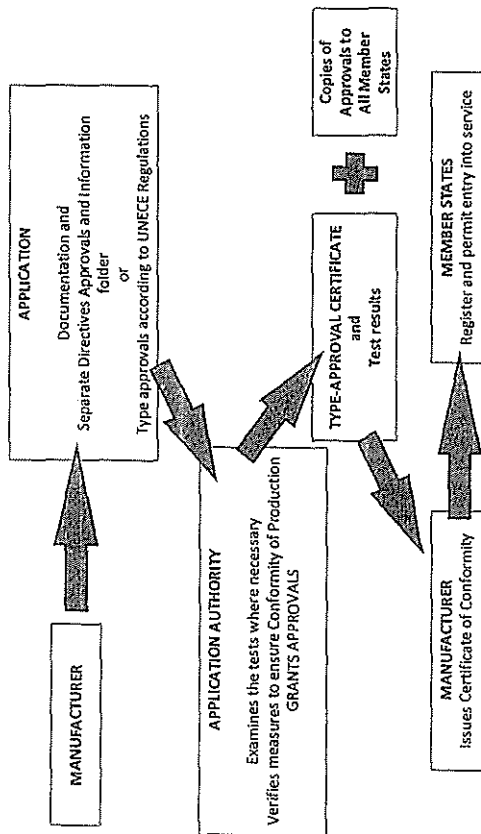 MANUFACTURER
APPLICATION
Documentation and
Separate Directives Approvals and Information
folder
or
Type approvals according to UNECE Regulations
APPLICATION AUTHORITY
Examines the tests where necessary
Verifies measures to ensure Conformity of Production
GRANTS APPROVALS
TYPE-APPROVAL CERTIFICATE
and
Test results
Copies of
Approvals to
All Member
States
MANUFACTURER
Issues Certificate of Conformity
MEMBER STATES
Register and permit entry into service